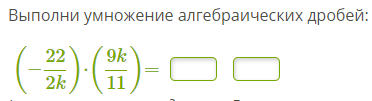 Выполни умножение алгебраических дробей:
(−22/2k)·(9k/11)=